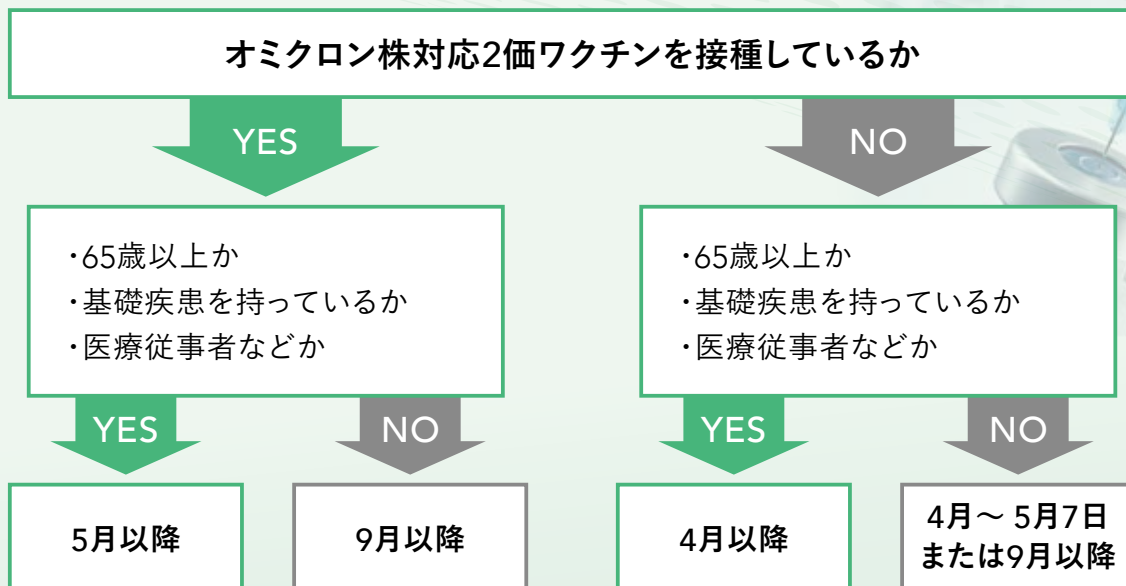 オミクロン株対応2価ワクチンを接種しているか
YES
NO
・65歳以上か
・基礎疾患を持っているか
・医療従事者などか
・65歳以上か
・基礎疾患を持っているか
・医療従事者などか
YES
NO
YES
NO
5月以降
9月以降
4月以降
4月〜 5月7日
または9月以降